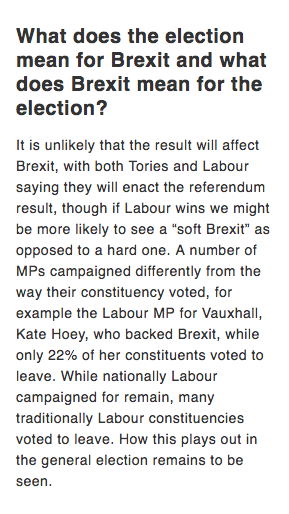 What does the election
mean for Brexit and what
does Brexit mean for the
election?
It is unlikely that the result will affect
Brexit, with both Tories and Labour
saying they will enact the referendum
result, though if Labour wins we might
be more likely to see a “soft Brexit” as
opposed to a hard one. A number of
MPs campaigned differently from the
way their constituency voted, for
example the Labour MP for Vauxhall,
Kate Hoey, who backed Brexit, while
only 22% of her constituents voted to
leave. While nationally Labour
campaigned for remain, many
traditionally Labour constituencies
voted to leave. How this plays out in
the general election remains to be
seen.